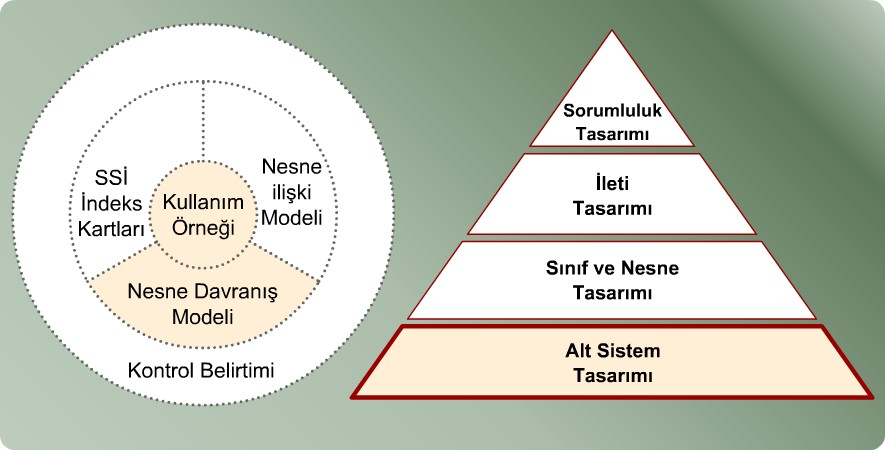 SSİ
İndeks
Kartları
Kullanım
Örneği
Nesne
ilişki
Modeli
Nesne Davranış
Modeli
Kontrol Belirtimi
Sorumluluk
Tasarımı
İleti
Tasarımı
Sınıf ve Nesne
Tasarımı
Alt Sistem
Tasarımı